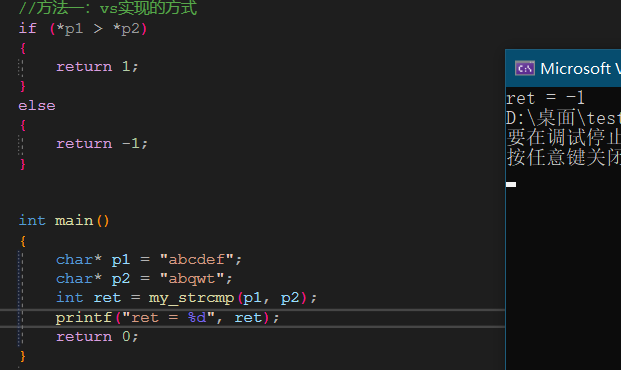 //方法一：vs实现的方式
if (*p1 > *p2)
{
return 1;
}
else
{
return -1;
}
int main()
{
char* p1 = "abcdef";
char* p2 = "abqwt";
int ret = my_strcmp(p1, p2);
printf("ret = %d", ret);
return 0;
}
Microsoft V
ret = -1
D:\桌面\test
要在调试停止
按任意键关闭